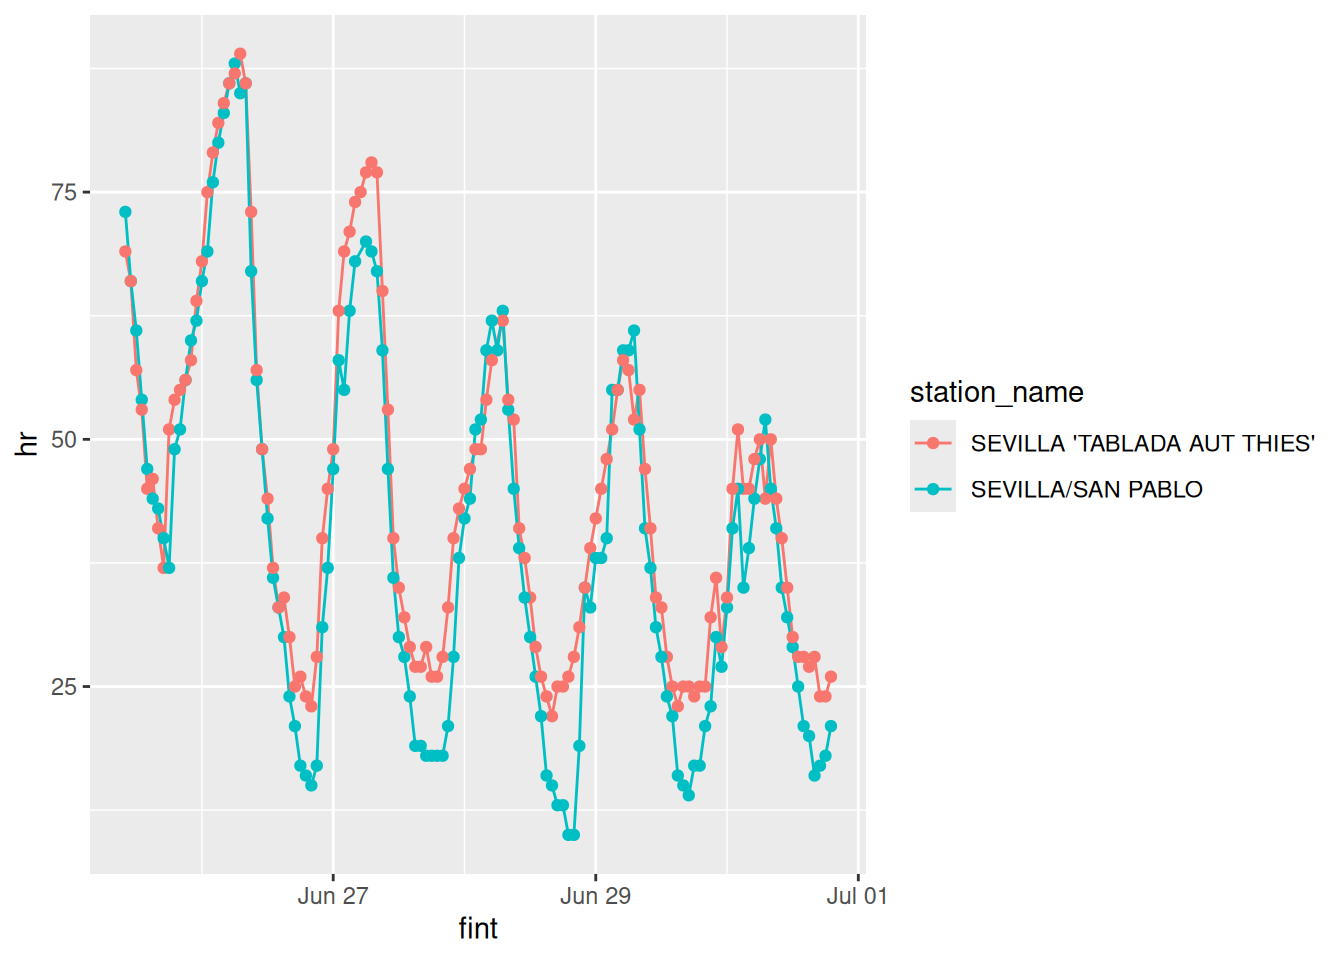 75
50
25
hr
Jun 27
Jun 29
Jul 01
fint
station_name
SEVILLA 'TABLADA AUT THIES'
SEVILLA/SAN PABLO